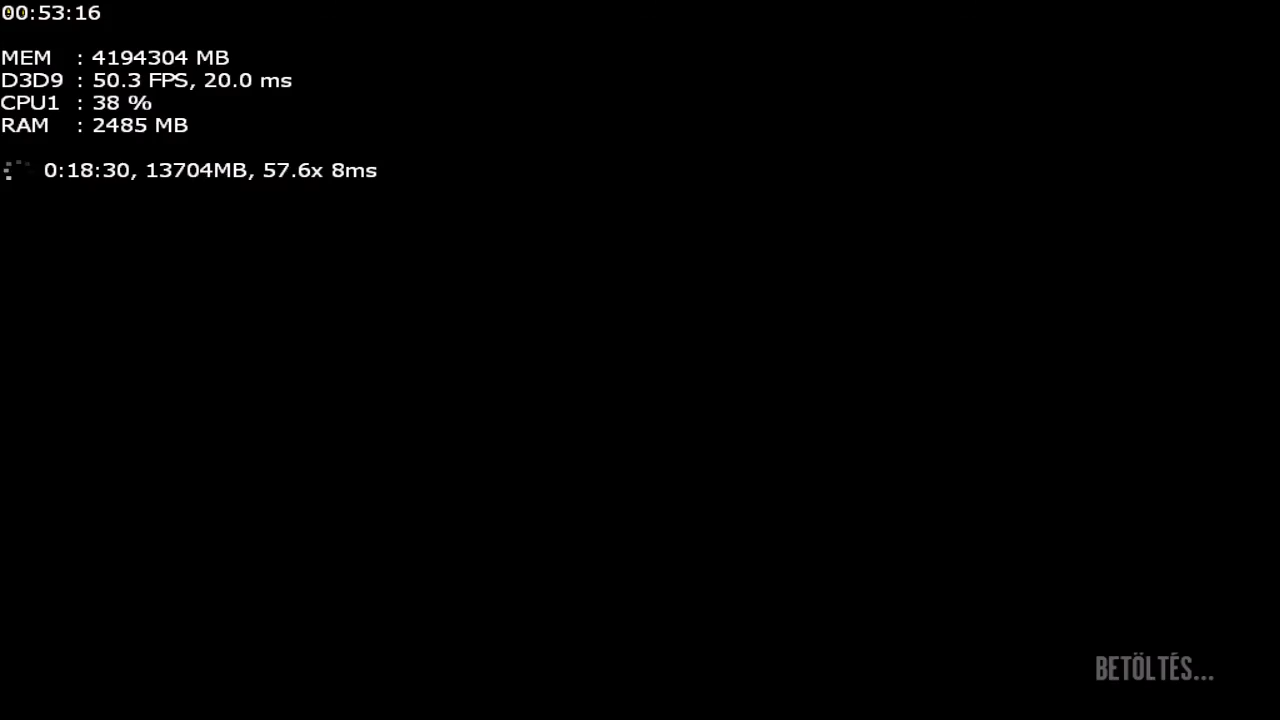 00:53:16
MEM : 4194304 MB
D3D9 : 50.3 FPS, 20.0 ms
CPU1 : 38 %
RAM : 2485 MB
0:18:30, 13704MB, 57.6x 8ms
BETÖLTÉS...